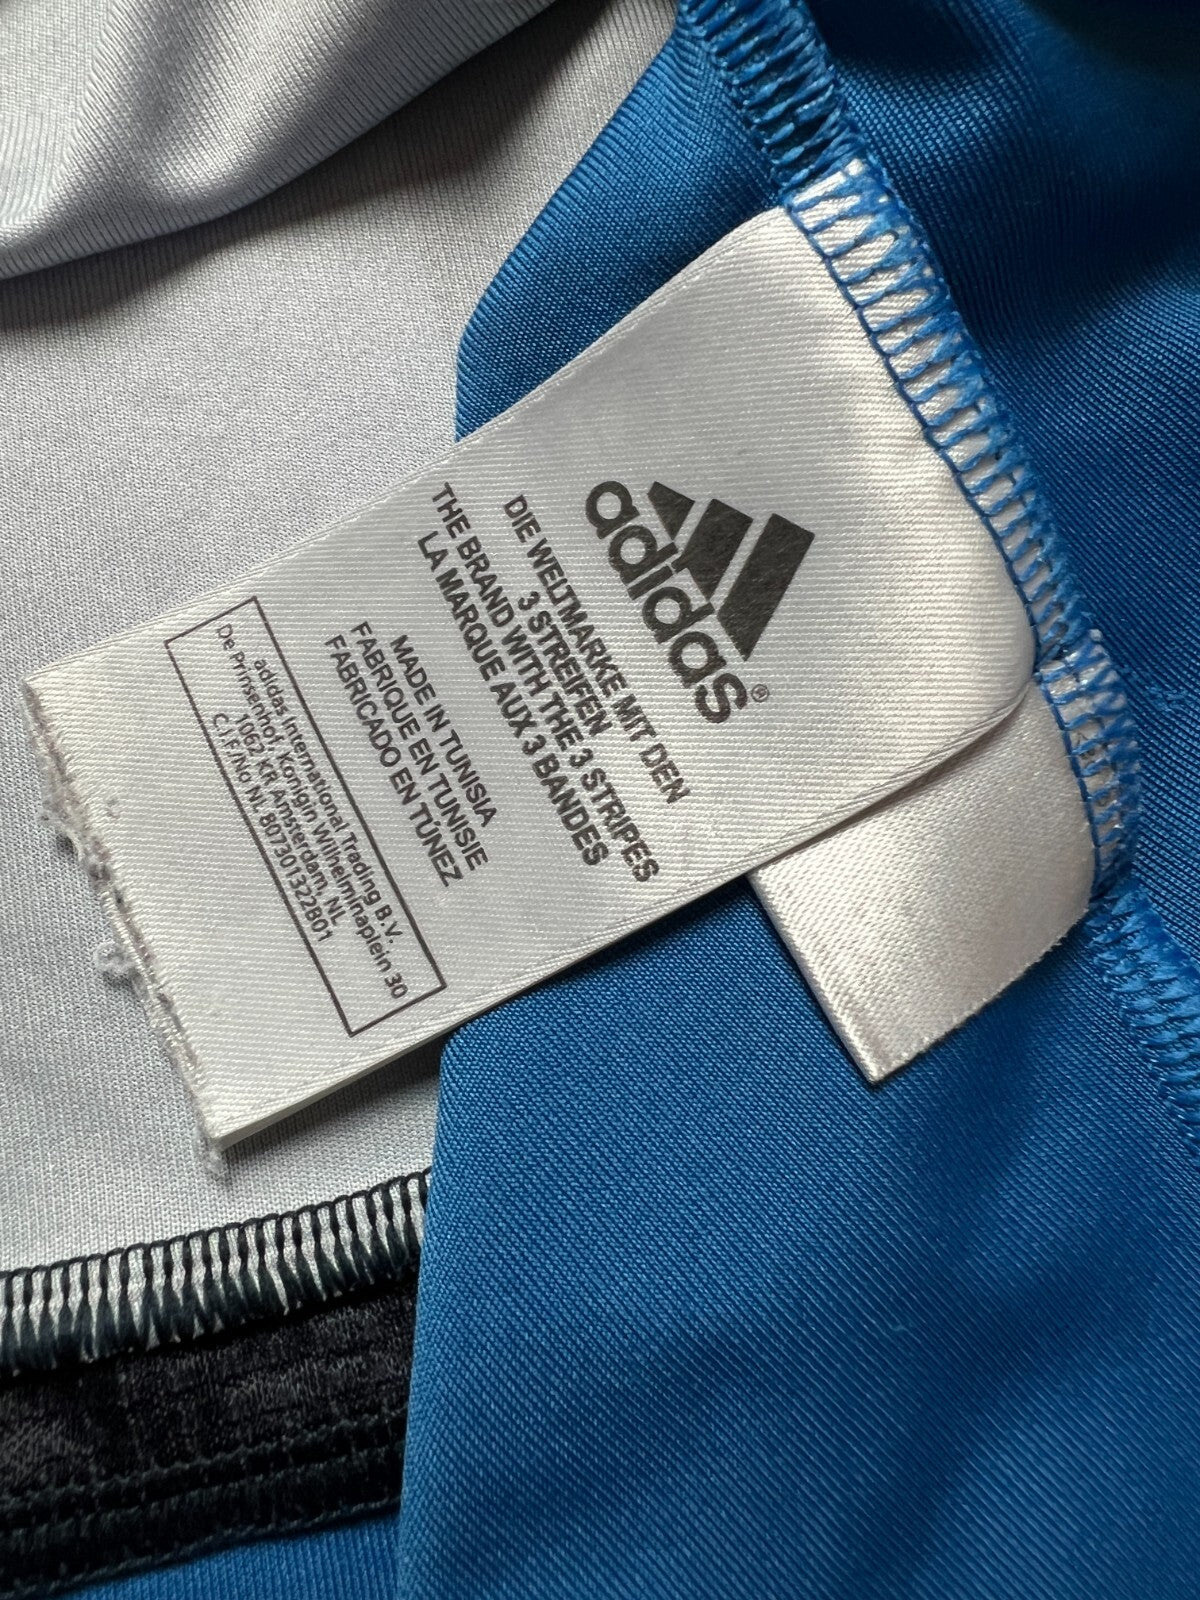 adidas®
DIE WELTMARKE MIT DEN
3 STREIFEN
THE BRAND WITH THE 3 STRIPES
LA MARQUE AUX 3 BANDES
MADE IN TUNISIA
FABRIQUE EN TUNISIE
FABRICADO EN TÚNEZ
adidas International Trading B.V.
De Prinsenhof, Konigin Wilhelminaplein 30
1062 KR Amsterdam, NL
C.I F/No NL 807301322B01